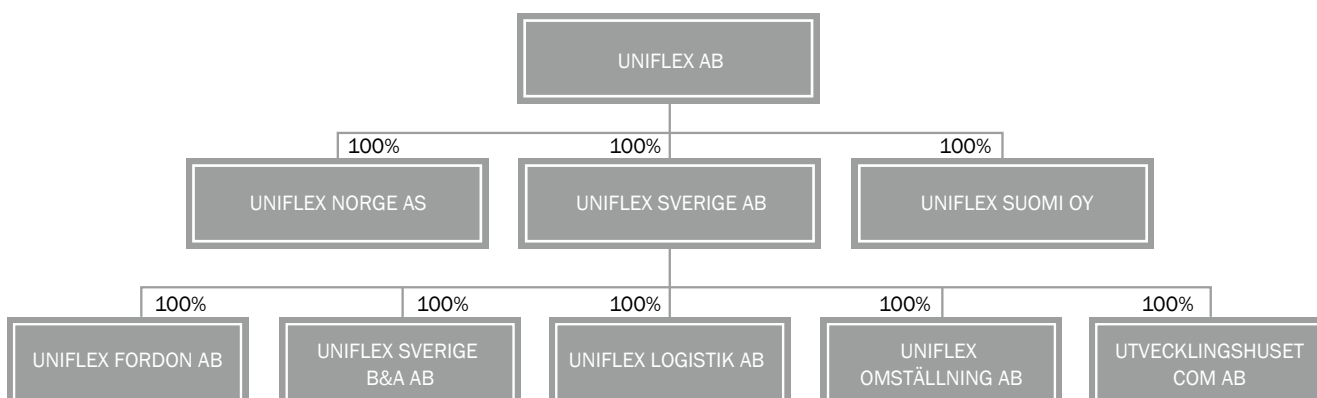 UNIFLEX AB
100% 100% 100%
UNIFLEX NORGE AS UNIFLEX SVERIGE AB UNIFLEX SUOMI OY
100% 100% 100% 100% 100%
UNIFLEX FORDON AB
UNIFLEX SVERIGE
B&A AB
UNIFLEX LOGISTIK AB
UNIFLEX
OMSTÄLLNING AB
UTVECKLINGSHUSET
COM AB